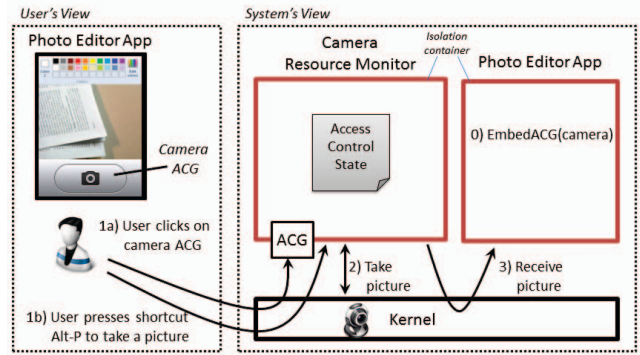 User's View
Photo Editor App
Camera
ACG
1a) User clicks on
camera ACG
1b) User presses shortcut
Alt-P to take a picture
System's View
Camera
Resource Monitor
Isolation
container
Photo Editor App
Access
Control
State
0) EmbedACG(camera)
ACG
2) Take
picture
3) Receive
picture
Kernel